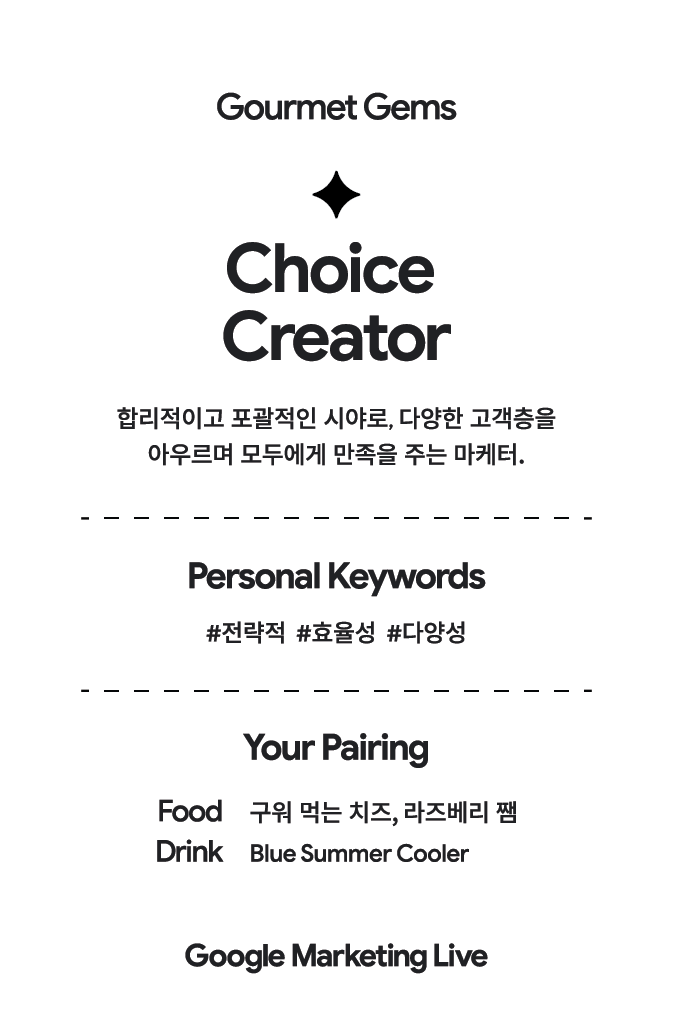 Gourmet Gems
Choice
Creator
합리적이고 포괄적인 시야로, 다양한 고객층을
아우르며 모두에게 만족을 주는 마케터.
Personal Keywords
#전략적 #효율성 #다양성
Your Pairing
Food 구워 먹는 치즈, 라즈베리 쨈
Drink Blue Summer Cooler
Google Marketing Live